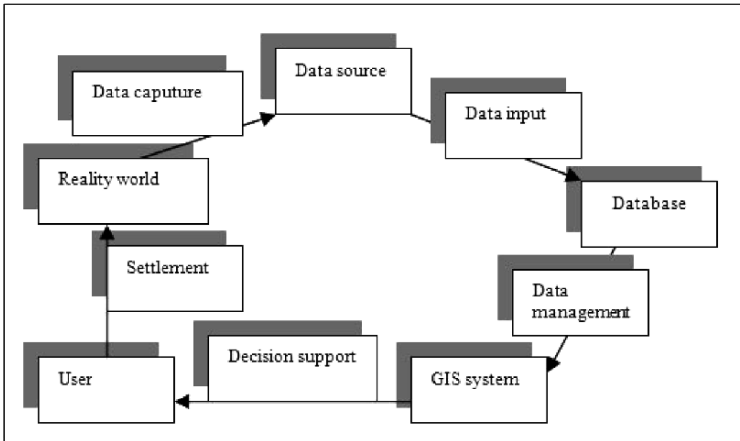 Data source
Data caputure
Data input
Reality world
Database
Settlement
Data
management
Decision support
User
GIS system